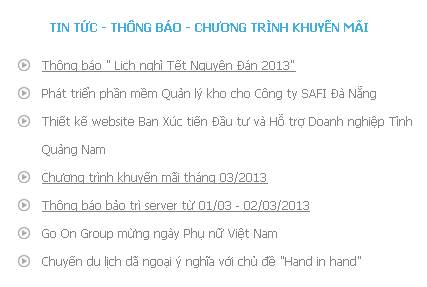 TIN TỨC - THÔNG BÁO - CHƯƠNG TRÌNH KHUYẾN MÃI
Thông báo " Lich nghỉ Tết Nguyên Đán 2013"
Phát triển phần mềm Quản lý kho cho Công ty SAFI Đà Nẵng
Thiết kế website Ban Xúc tiến Đầu tư và Hỗ trợ Doanh nghiệp Tỉnh
Quảng Nam
Chương trình khuyến mãi tháng 03/2013
Thông báo bảo trì server từ 01/03 - 02/03/2013
Go On Group mừng ngày Phụ nữ Việt Nam
Chuyến du lịch dã ngoại ý nghĩa với chủ đề "Hand in hand"